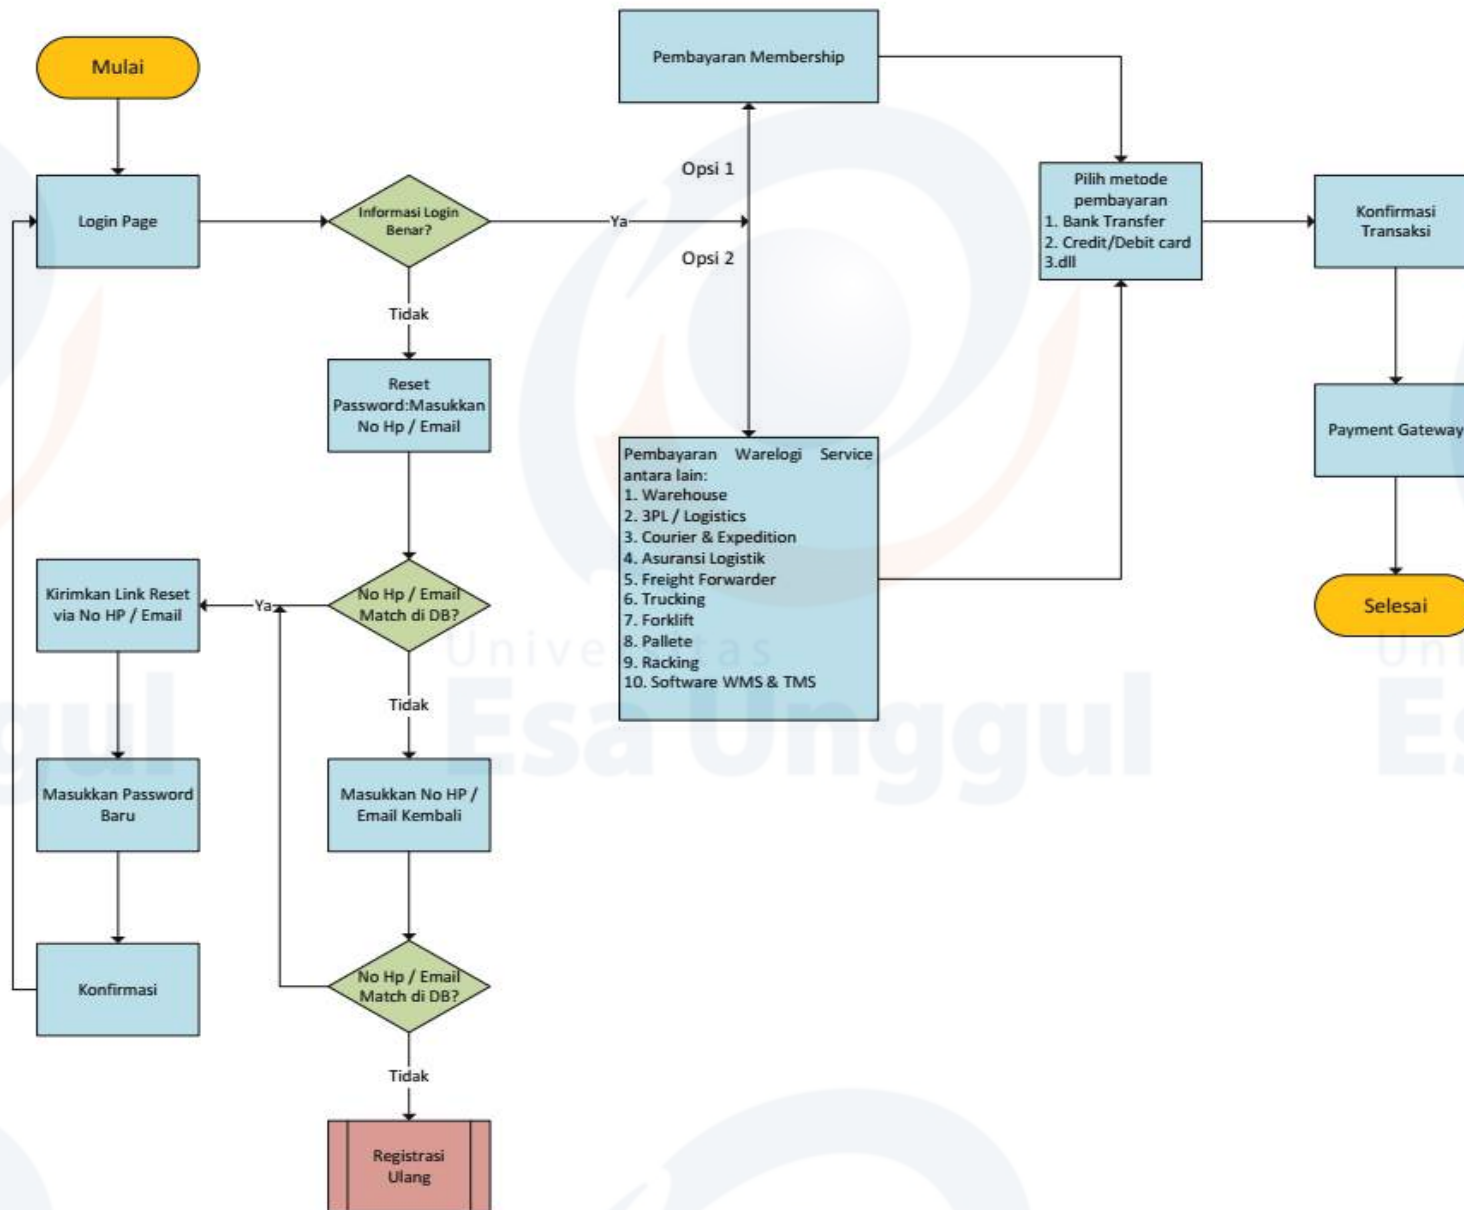 Mulai
Login Page
Informasi Login
Benar?
Ya
Tidak
Opsi 1
Opsi 2
Pembayaran Membership
Pilih metode
pembayaran
1. Bank Transfer
2. Credit/Debit card
3.dll
Konfirmasi
Transaksi
Payment Gateway
Selesai
Pembayaran Warelogi Service
antara lain:
1. Warehouse
2. 3PL / Logistics
3. Courier & Expedition
4. Asuransi Logistik
5. Freight Forwarder
6. Trucking
7. Forklift
8. Pallete
9. Racking
10. Software WMS & TMS
Reset
Password:Masukkan
No Hp / Email
No Hp / Email
Match di DB?
Ya
Kirimkan Link Reset
via No HP / Email
Masukkan Password
Baru
Konfirmasi
Tidak
Masukkan No HP /
Email Kembali
No Hp / Email
Match di DB?
Tidak
Registrasi
Ulang
Universitas
Esa Unggul
ggul
Un
Es